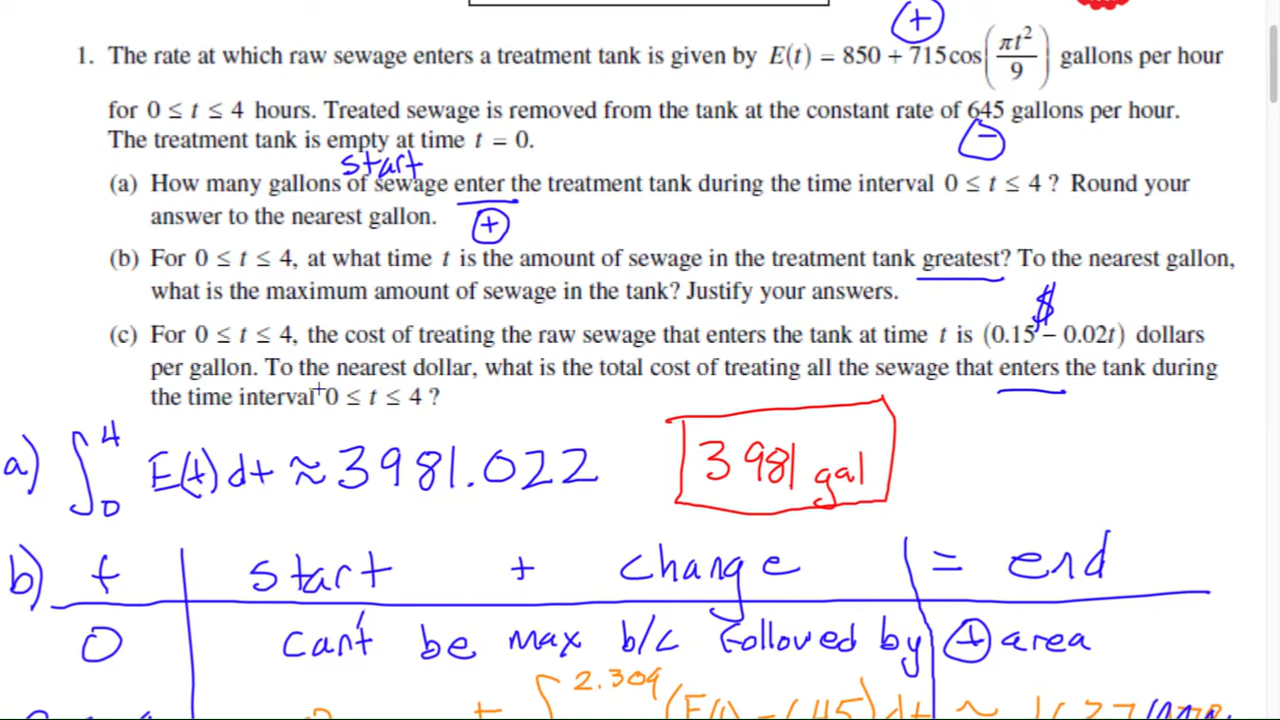 +
1. The rate at which raw sewage enters a treatment tank is given by E(t) = 850 + 715cos(πt²/9) gallons per hour
for 0 ≤ t ≤ 4 hours. Treated sewage is removed from the tank at the constant rate of 645 gallons per hour.
−
The treatment tank is empty at time t = 0.
start
(a) How many gallons of sewage enter the treatment tank during the time interval 0 ≤ t ≤ 4 ? Round your
answer to the nearest gallon.
+
(b) For 0 ≤ t ≤ 4, at what time t is the amount of sewage in the treatment tank greatest? To the nearest gallon,
what is the maximum amount of sewage in the tank? Justify your answers.
$
(c) For 0 ≤ t ≤ 4, the cost of treating the raw sewage that enters the tank at time t is (0.15 − 0.02t) dollars
per gallon. To the nearest dollar, what is the total cost of treating all the sewage that enters the tank during
the time interval 0 ≤ t ≤ 4 ?
a) ∫₀⁴ E(t) dt ≈ 3981.022 3981 gal
b) t start + change = end
0 can't be max b/c followed by + area
2.309